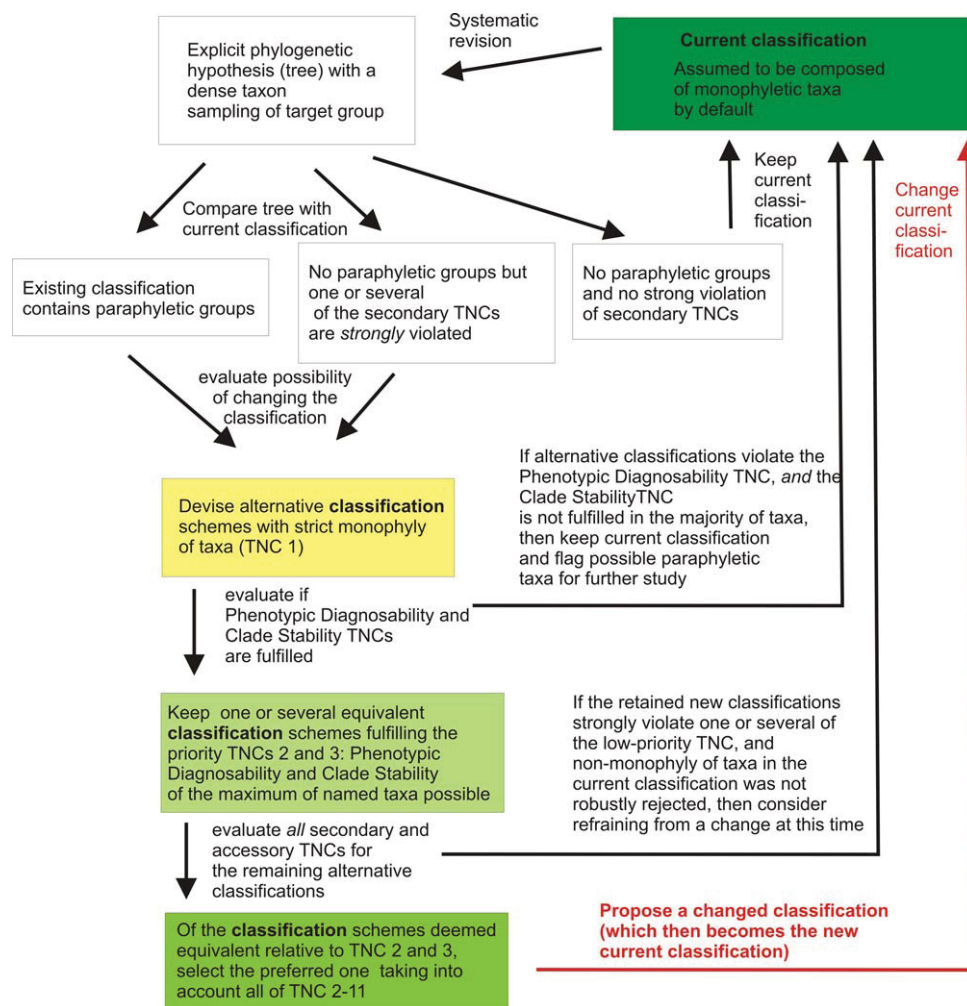 Systematic
revision
Explicit phylogenetic
hypothesis (tree) with a
dense taxon
sampling of target group
Current classification
Assumed to be composed
of monophyletic taxa
by default
Keep
current
classi-
fication
Change
current
classi-
fication
Compare tree with
current classification
Existing classification
contains paraphyletic groups
No paraphyletic groups but
one or several
of the secondary TNCs
are strongly violated
No paraphyletic groups
and no strong violation
of secondary TNCs
evaluate possibility
of changing the
classification
If alternative classifications violate the
Phenotypic Diagnosability TNC, and the
Clade StabilityTNC
is not fulfilled in the majority of taxa,
then keep current classification
and flag possible paraphyletic
taxa for further study
Devise alternative classification
schemes with strict monophyly
of taxa (TNC 1)
evaluate if
Phenotypic Diagnosability and
Clade Stability TNCs
are fulfilled
Keep one or several equivalent
classification schemes fulfilling the
priority TNCs 2 and 3: Phenotypic
Diagnosability and Clade Stability
of the maximum of named taxa possible
If the retained new classifications
strongly violate one or several of
the low-priority TNC, and
non-monophyly of taxa in the
current classification was not
robustly rejected, then consider
refraining from a change at this time
evaluate all secondary and
accessory TNCs for
the remaining alternative
classifications
Of the classification schemes deemed
equivalent relative to TNC 2 and 3,
select the preferred one taking into
account all of TNC 2-11
Propose a changed classification
(which then becomes the new
current classification)